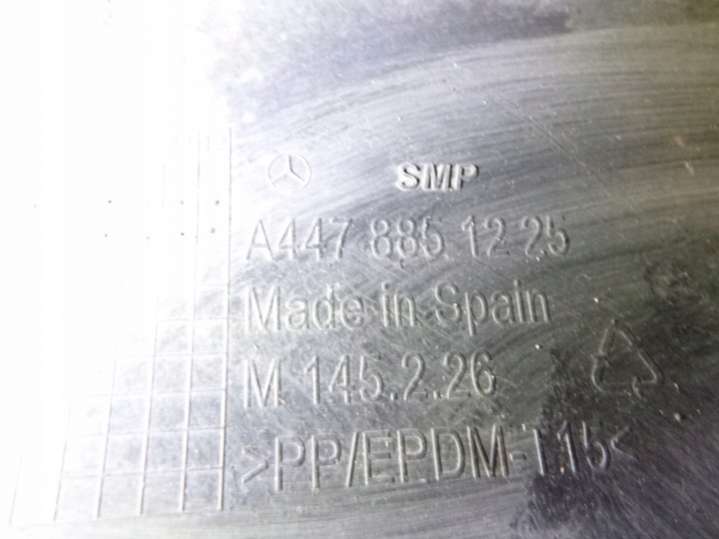 SMP
A447 885 12 25
Made in Spain
M 145.2.26
>PP/EPDM-T15<